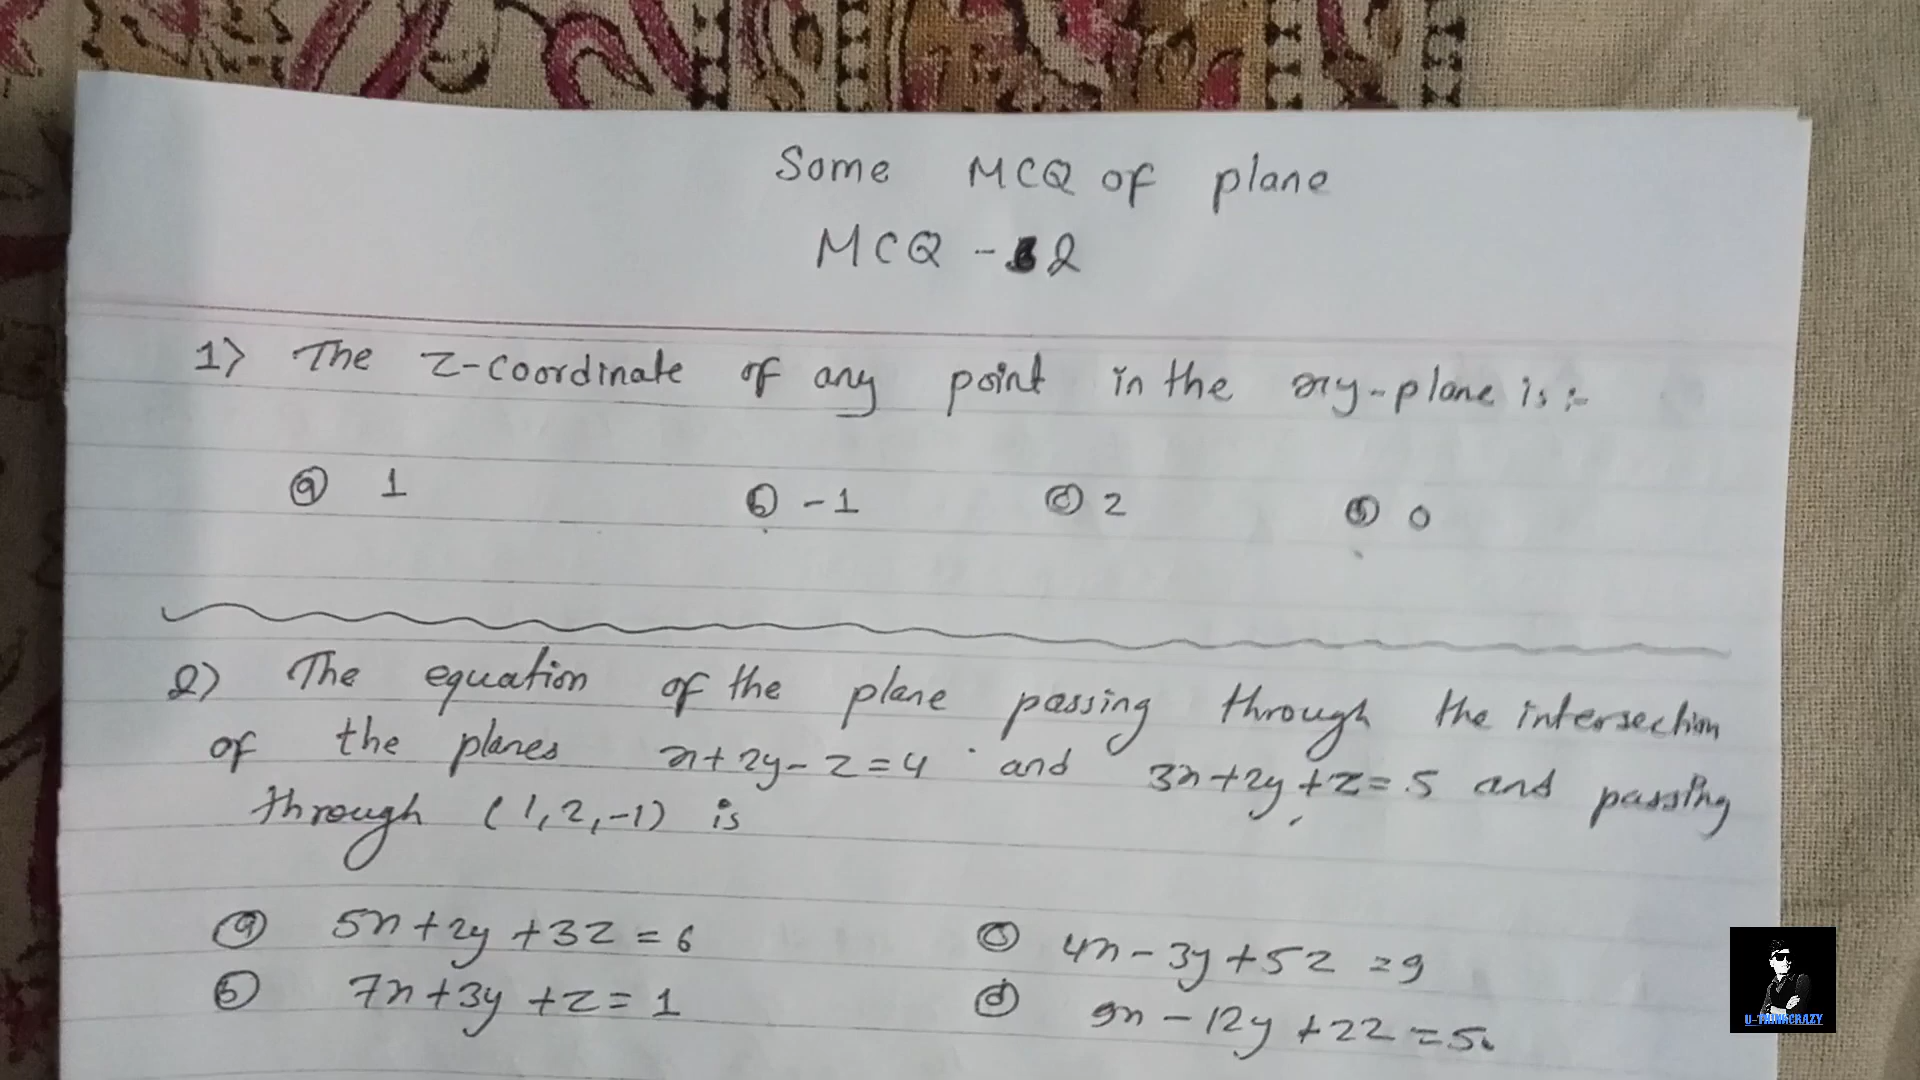 Some MCQ of plane
MCQ - 2
1) The z-coordinate of any point in the xy-plane is :-
(a) 1 (b) -1 (c) 2 (d) 0
2) The equation of the plane passing through the intersection
of the planes x+2y-z=4 and 3x+2y+z=5 and passing
through (1,2,-1) is
(a) 5x+2y+3z=6 (c) 4x-3y+5z=9
(b) 7x+3y+z=1 (d) 9x-12y+2z=5.
U-THINKCRAZY